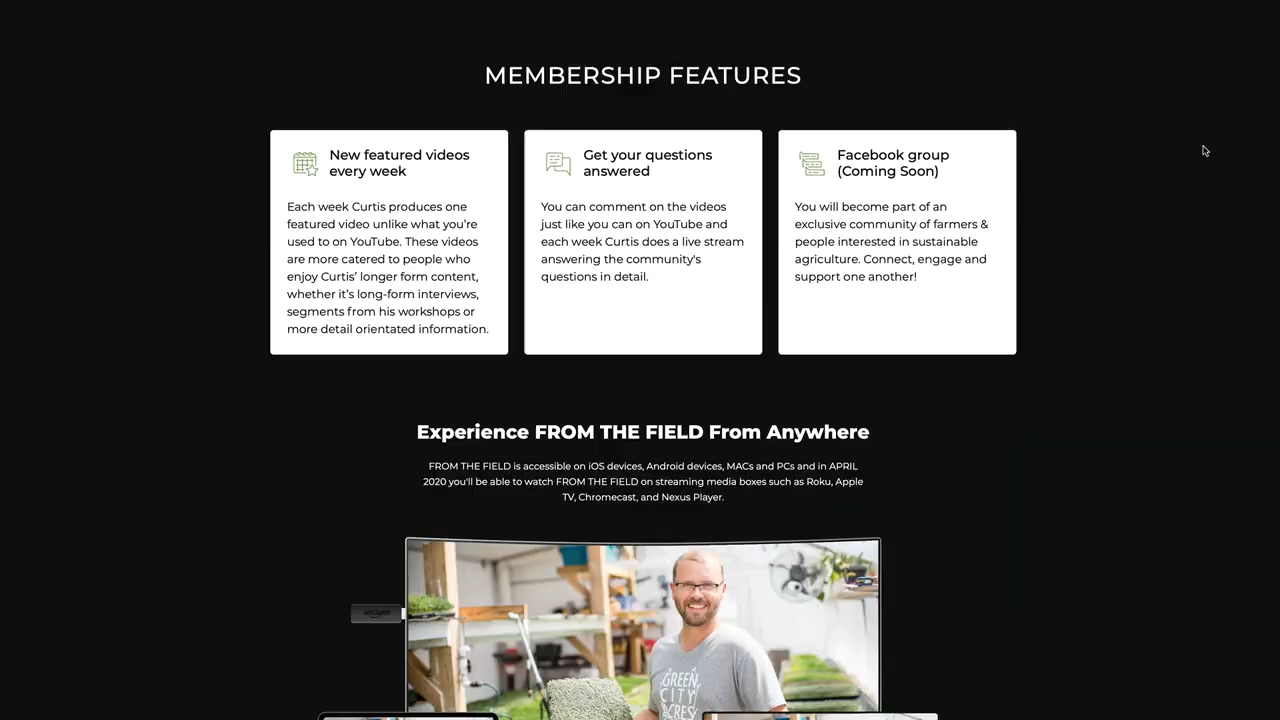 MEMBERSHIP FEATURES
New featured videos
every week
Each week Curtis produces one
featured video unlike what you're
used to on YouTube. These videos
are more catered to people who
enjoy Curtis' longer form content,
whether it's long-form interviews,
segments from his workshops or
more detail orientated information.
Get your questions
answered
You can comment on the videos
just like you can on YouTube and
each week Curtis does a live stream
answering the community's
questions in detail.
Facebook group
(Coming Soon)
You will become part of an
exclusive community of farmers &
people interested in sustainable
agriculture. Connect, engage and
support one another!
Experience FROM THE FIELD From Anywhere
FROM THE FIELD is accessible on iOS devices, Android devices, MACs and PCs and in APRIL
2020 you'll be able to watch FROM THE FIELD on streaming media boxes such as Roku, Apple
TV, Chromecast, and Nexus Player.
amazon
GREEN
CITY
ACRES